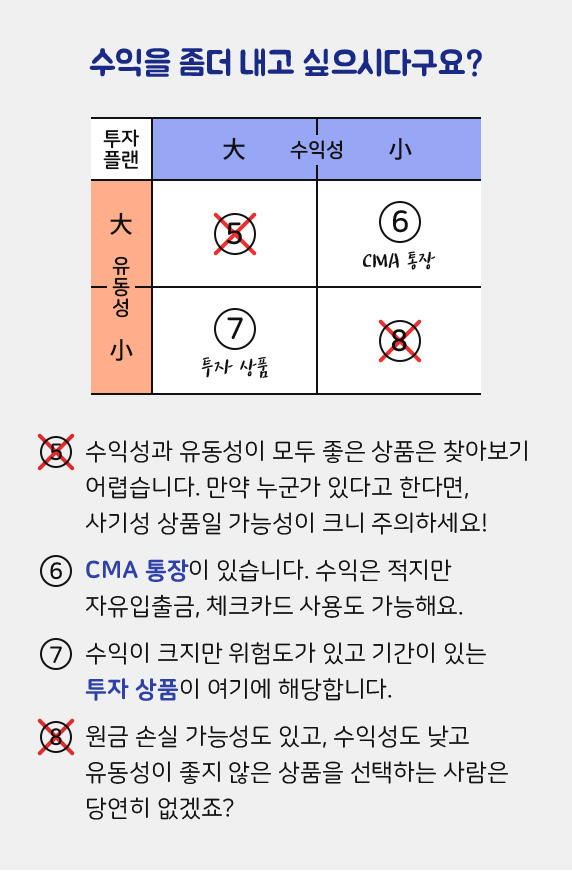 수익을 좀더 내고 싶으시다구요?
투자
플랜
大 수익성 小
大
유동성
小
5
6
CMA 통장
7
투자 상품
8
5 수익성과 유동성이 모두 좋은 상품은 찾아보기
어렵습니다. 만약 누군가 있다고 한다면,
사기성 상품일 가능성이 크니 주의하세요!
6 CMA 통장이 있습니다. 수익은 적지만
자유입출금, 체크카드 사용도 가능해요.
7 수익이 크지만 위험도가 있고 기간이 있는
투자 상품이 여기에 해당합니다.
8 원금 손실 가능성도 있고, 수익성도 낮고
유동성이 좋지 않은 상품을 선택하는 사람은
당연히 없겠죠?